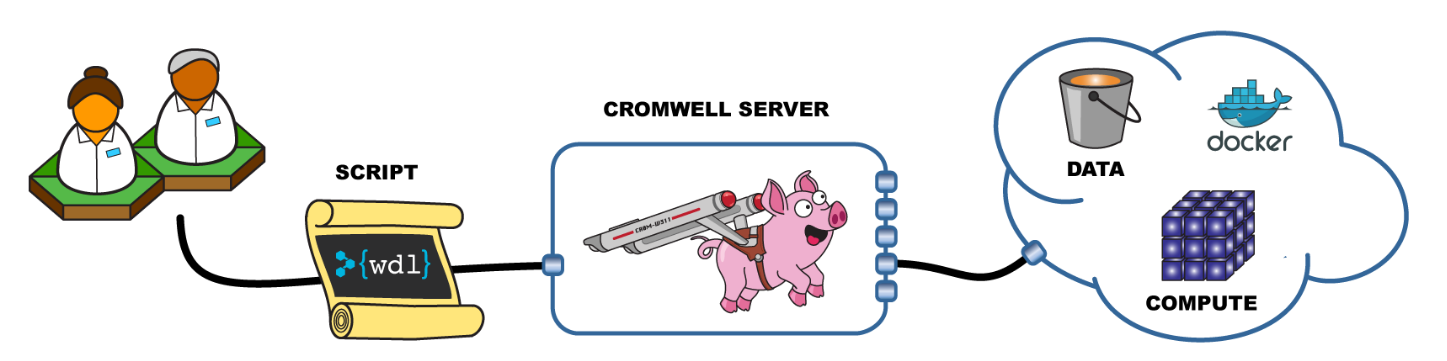 SCRIPT
{wdl}
CROMWELL SERVER
DATA
docker
COMPUTE